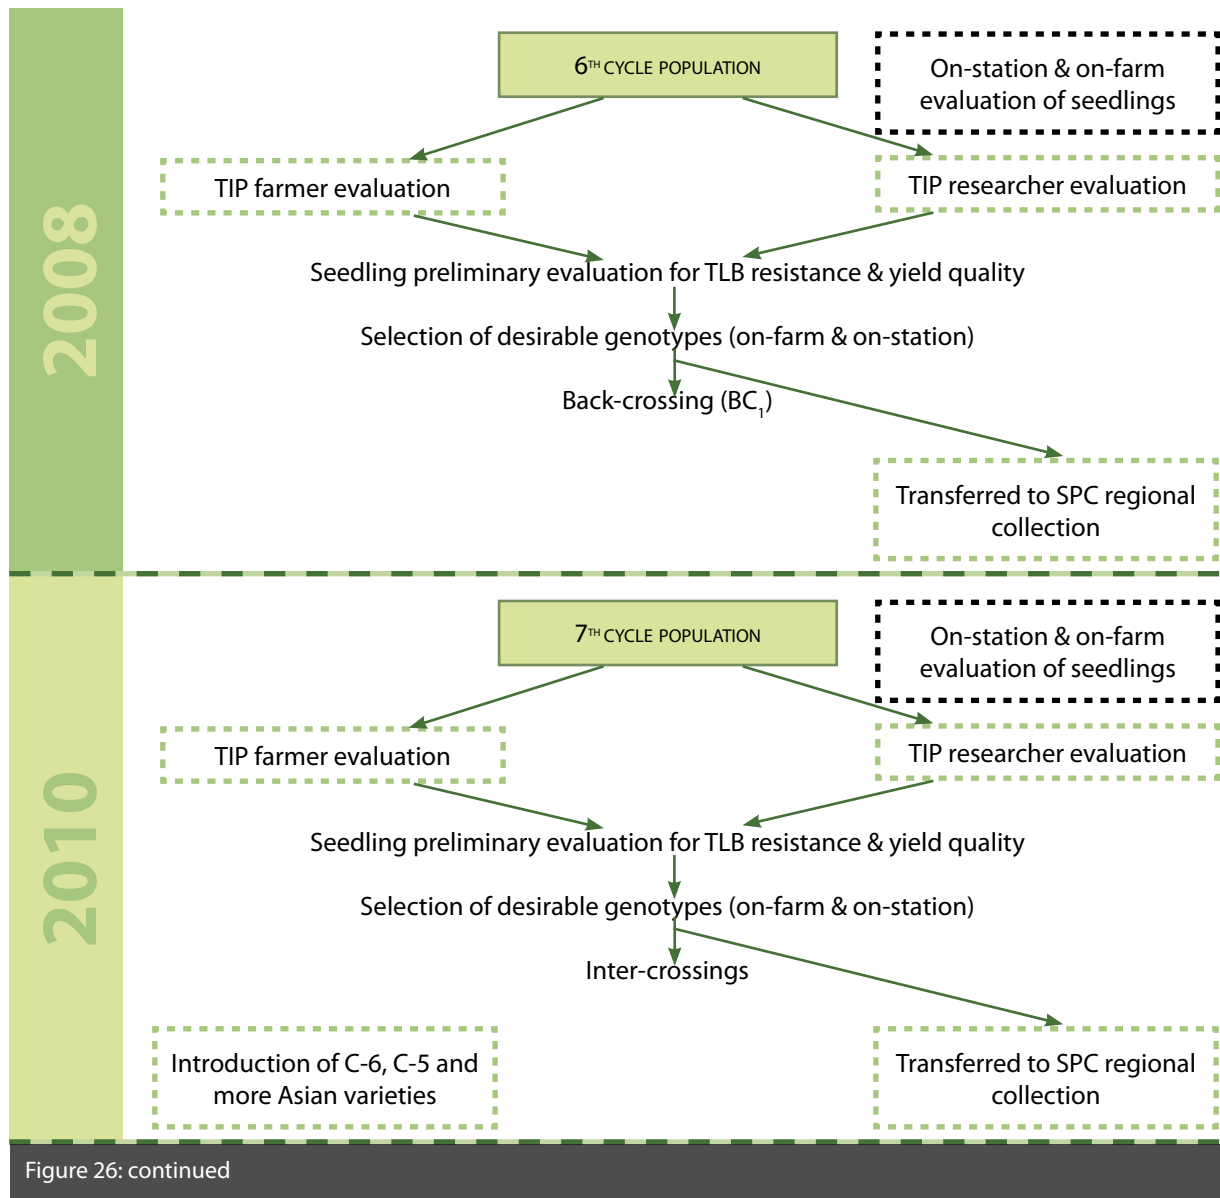 2008
6TH CYCLE POPULATION
On-station & on-farm
evaluation of seedlings
TIP farmer evaluation
TIP researcher evaluation
Seedling preliminary evaluation for TLB resistance & yield quality
Selection of desirable genotypes (on-farm & on-station)
Back-crossing (BC1)
Transferred to SPC regional
collection
2010
7TH CYCLE POPULATION
On-station & on-farm
evaluation of seedlings
TIP farmer evaluation
TIP researcher evaluation
Seedling preliminary evaluation for TLB resistance & yield quality
Selection of desirable genotypes (on-farm & on-station)
Inter-crossings
Introduction of C-6, C-5 and
more Asian varieties
Transferred to SPC regional
collection
Figure 26: continued